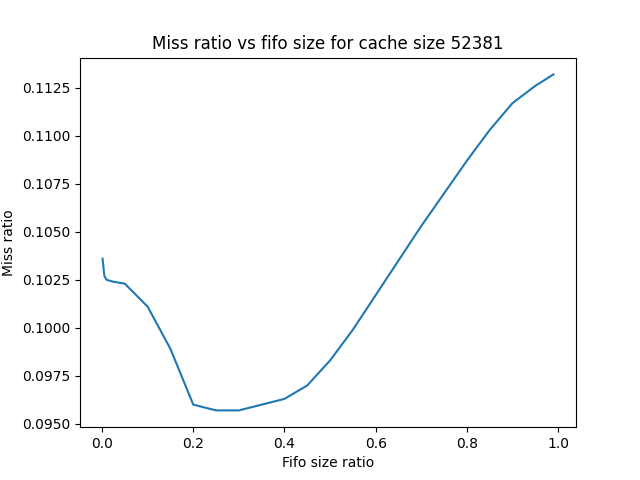 Miss ratio vs fifo size for cache size 52381
0.1125
0.1100
0.1075
0.1050
0.1025
0.1000
0.0975
0.0950
Miss ratio
0.0 0.2 0.4 0.6 0.8 1.0
Fifo size ratio